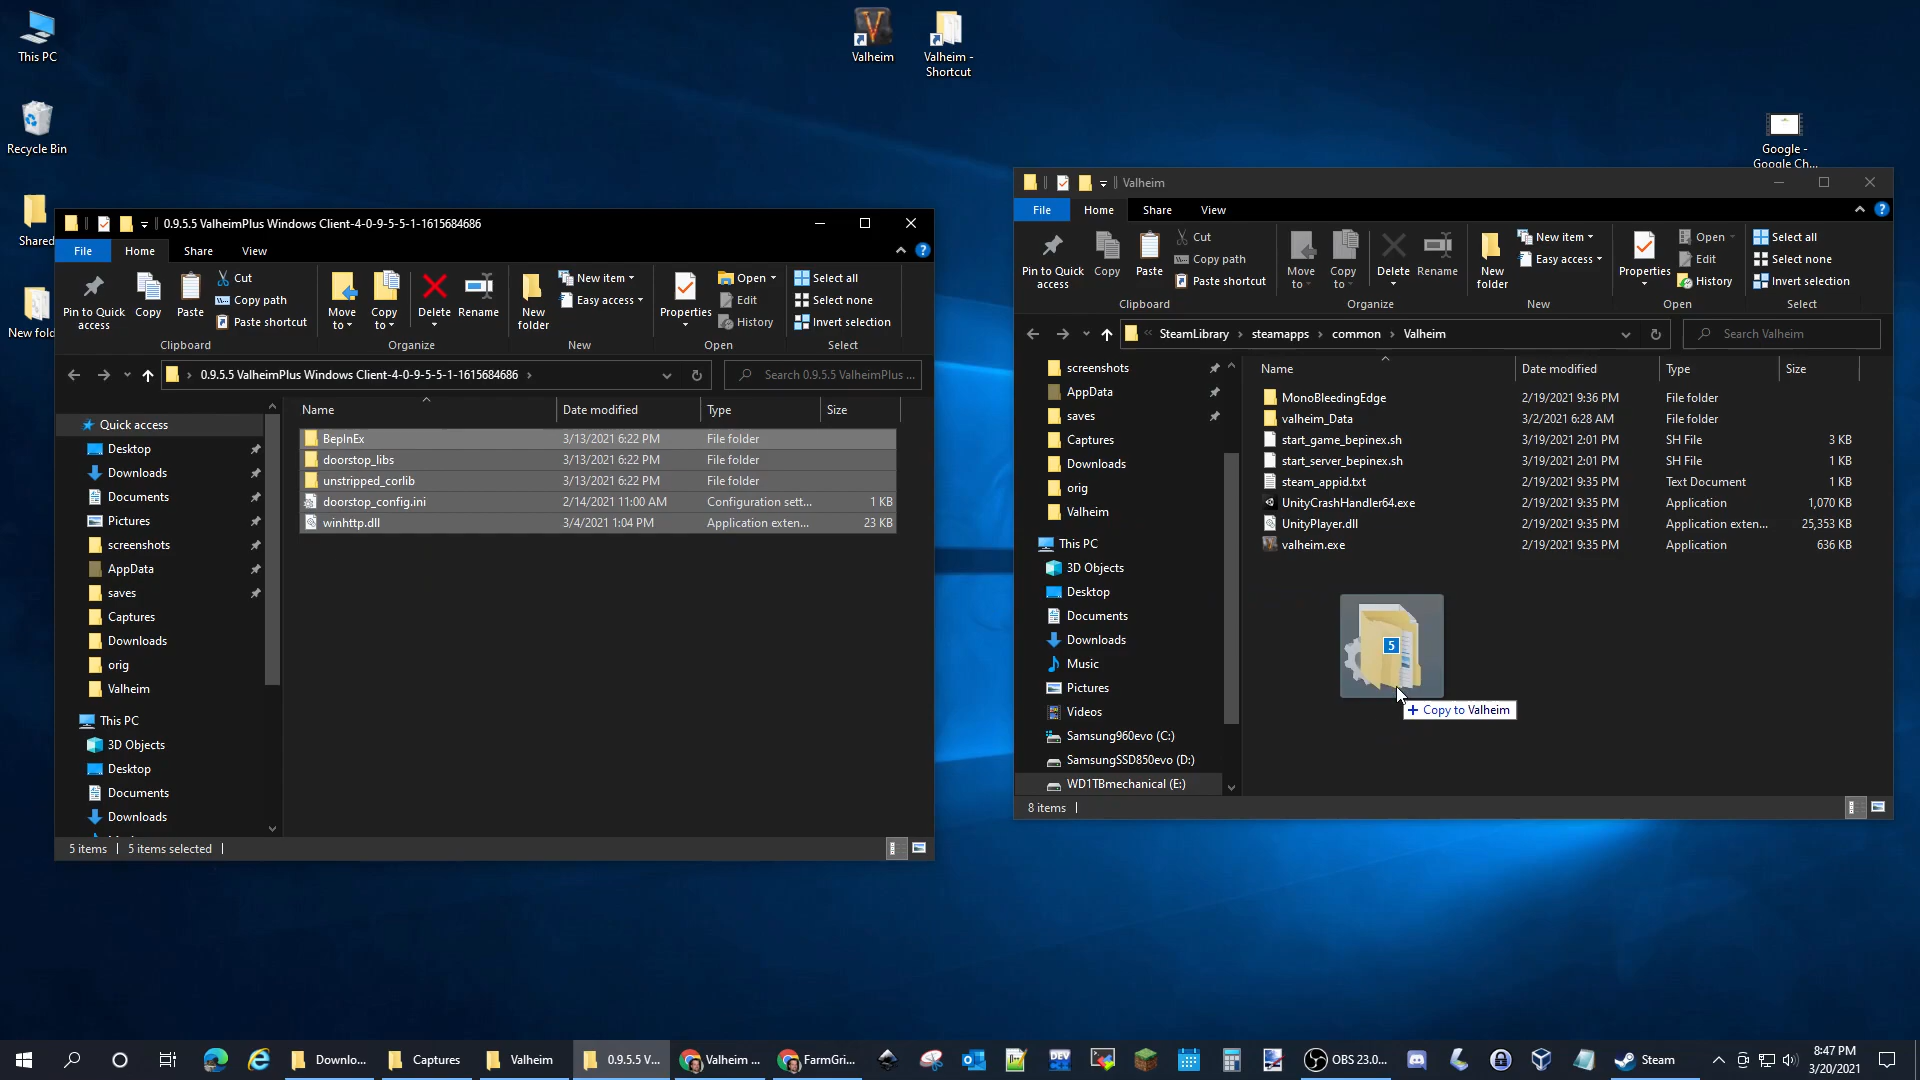 This PC
Recycle Bin
Shared
New fold
Valheim
Valheim -
Shortcut
Google -
Google Ch...
0.9.5.5 ValheimPlus Windows Client-4-0-9-5-5-1-1615684686
File Home Share View
Pin to Quick
access
Copy
Paste
Cut
Copy path
Paste shortcut
Clipboard
Move
to
Copy
to
Delete
Rename
Organize
New
folder
New item
Easy access
New
Properties
Open
Edit
History
Open
Select all
Select none
Invert selection
Select
0.9.5.5 ValheimPlus Windows Client-4-0-9-5-5-1-1615684686
Search 0.9.5.5 ValheimPlus ...
Quick access
Desktop
Downloads
Documents
Pictures
screenshots
AppData
saves
Captures
Downloads
orig
Valheim
This PC
3D Objects
Desktop
Documents
Downloads
Name Date modified Type Size
BepInEx 3/13/2021 6:22 PM File folder
doorstop_libs 3/13/2021 6:22 PM File folder
unstripped_corlib 3/13/2021 6:22 PM File folder
doorstop_config.ini 2/14/2021 11:00 AM Configuration sett... 1 KB
winhttp.dll 3/4/2021 1:04 PM Application exten... 23 KB
5 items 5 items selected
Valheim
File Home Share View
Pin to Quick
access
Copy
Paste
Cut
Copy path
Paste shortcut
Clipboard
Move
to
Copy
to
Delete
Rename
Organize
New
folder
New item
Easy access
New
Properties
Open
Edit
History
Open
Select all
Select none
Invert selection
Select
SteamLibrary steamapps common Valheim
Search Valheim
screenshots
AppData
saves
Captures
Downloads
orig
Valheim
This PC
3D Objects
Desktop
Documents
Downloads
Music
Pictures
Videos
Samsung960evo (C:)
SamsungSSD850evo (D:)
WD1TBmechanical (E:)
Name Date modified Type Size
MonoBleedingEdge 2/19/2021 9:36 PM File folder
valheim_Data 3/2/2021 6:28 AM File folder
start_game_bepinex.sh 3/19/2021 2:01 PM SH File 3 KB
start_server_bepinex.sh 3/19/2021 2:01 PM SH File 1 KB
steam_appid.txt 2/19/2021 9:35 PM Text Document 1 KB
UnityCrashHandler64.exe 2/19/2021 9:35 PM Application 1,070 KB
UnityPlayer.dll 2/19/2021 9:35 PM Application exten... 25,353 KB
valheim.exe 2/19/2021 9:35 PM Application 636 KB
5
+ Copy to Valheim
8 items
Downlo...
Captures
Valheim
0.9.5.5 V...
Valheim ...
FarmGri...
DEV
OBS 23.0...
Steam
8:47 PM
3/20/2021